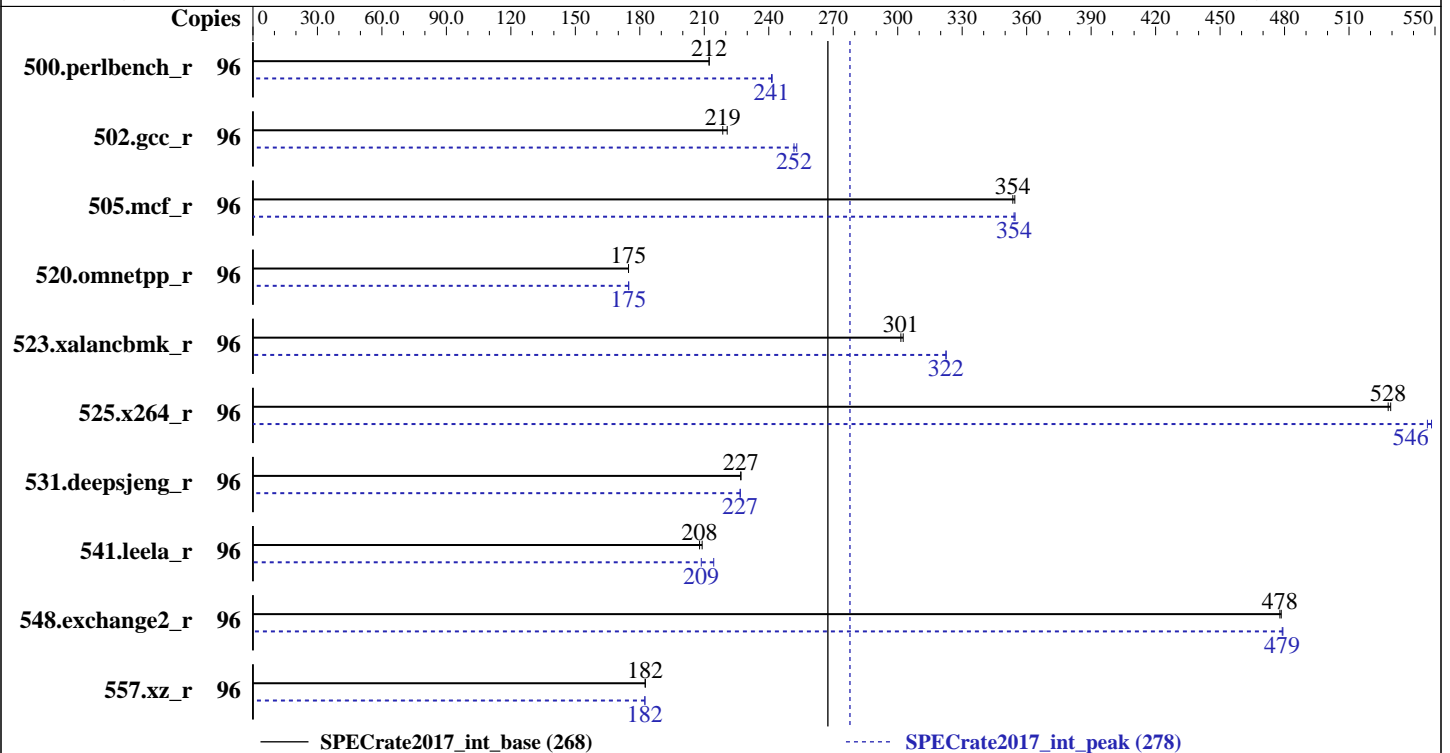 Copies 0 30.0 60.0 90.0 120 150 180 210 240 270 300 330 360 390 420 450 480 510 550
212
500.perlbench_r 96
241
219
502.gcc_r 96
252
354
505.mcf_r 96
354
175
520.omnetpp_r 96
175
301
523.xalancbmk_r 96
322
528
525.x264_r 96
546
227
531.deepsjeng_r 96
227
208
541.leela_r 96
209
478
548.exchange2_r 96
479
182
557.xz_r 96
182
SPECrate2017_int_base (268) SPECrate2017_int_peak (278)